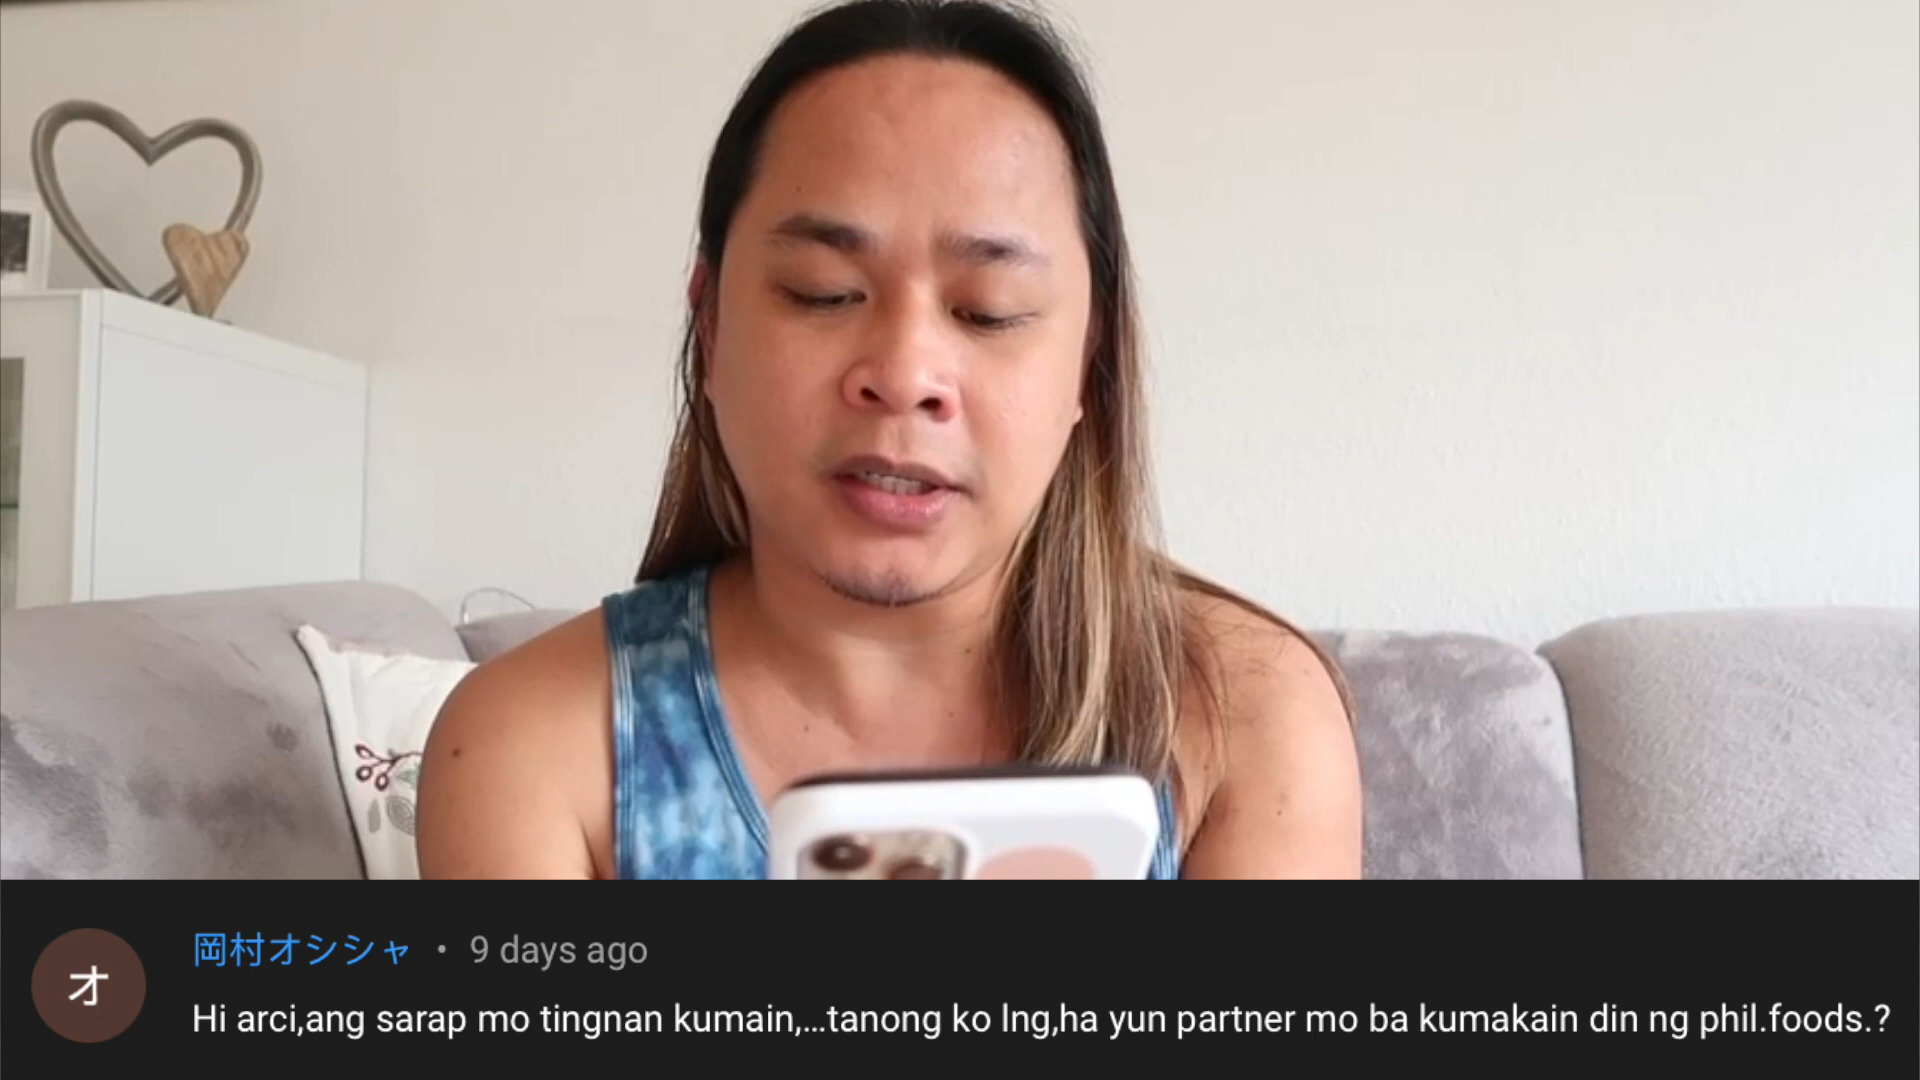 オ
岡村オシシャ • 9 days ago
Hi arci,ang sarap mo tingnan kumain,...tanong ko lng,ha yun partner mo ba kumakain din ng phil.foods.?